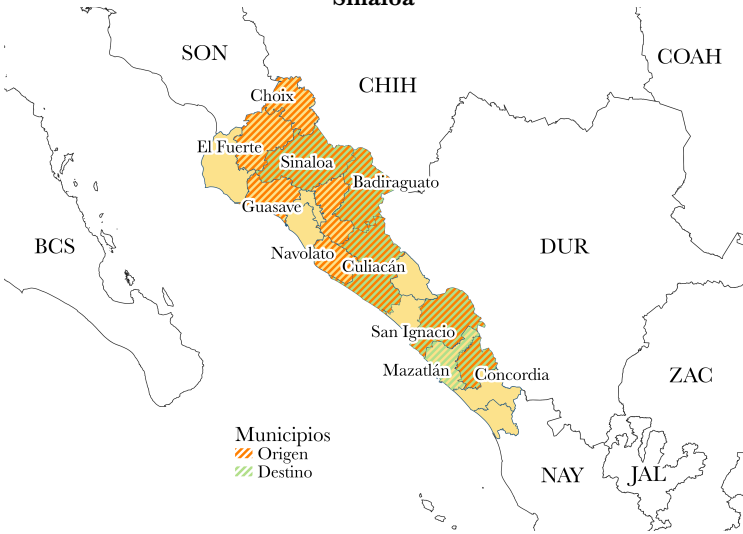 Sinaloa
SON
COAH
CHIH
Choix
El Fuerte
Sinaloa
Badiraguato
Guasave
BCS
DUR
Navolato
Culiacán
San Ignacio
Mazatlán
Concordia
ZAC
Municipios
Origen
Destino
NAY
JAL